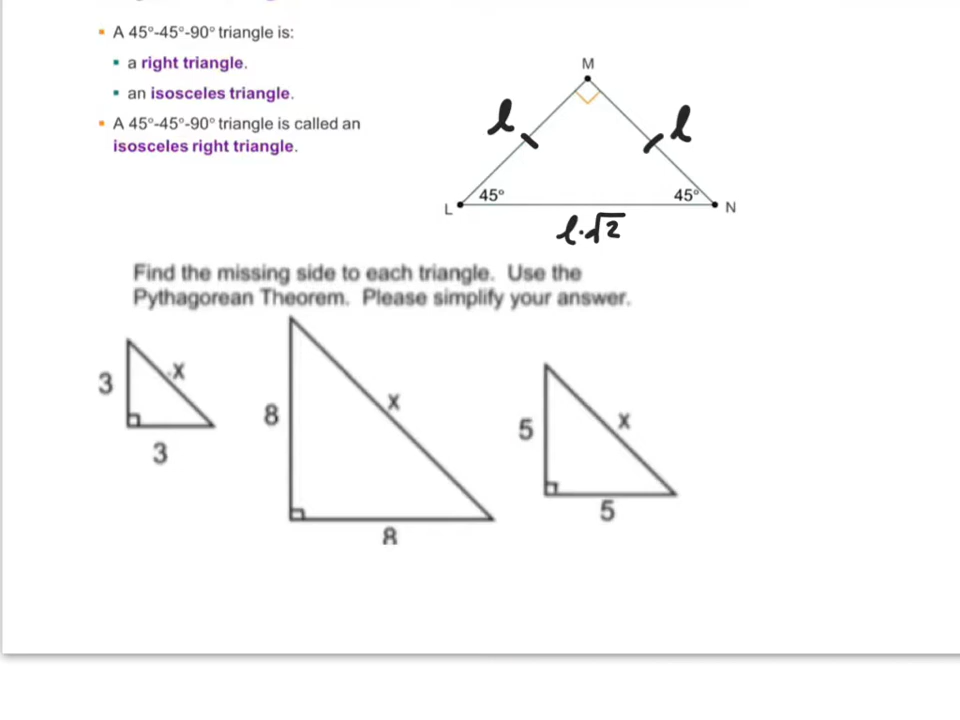 A 45°-45°-90° triangle is:
a right triangle.
an isosceles triangle.
A 45°-45°-90° triangle is called an
isosceles right triangle.
M
l
l
45°
45°
L
N
l·√2
Find the missing side to each triangle. Use the
Pythagorean Theorem. Please simplify your answer.
3
x
3
8
x
8
5
x
5